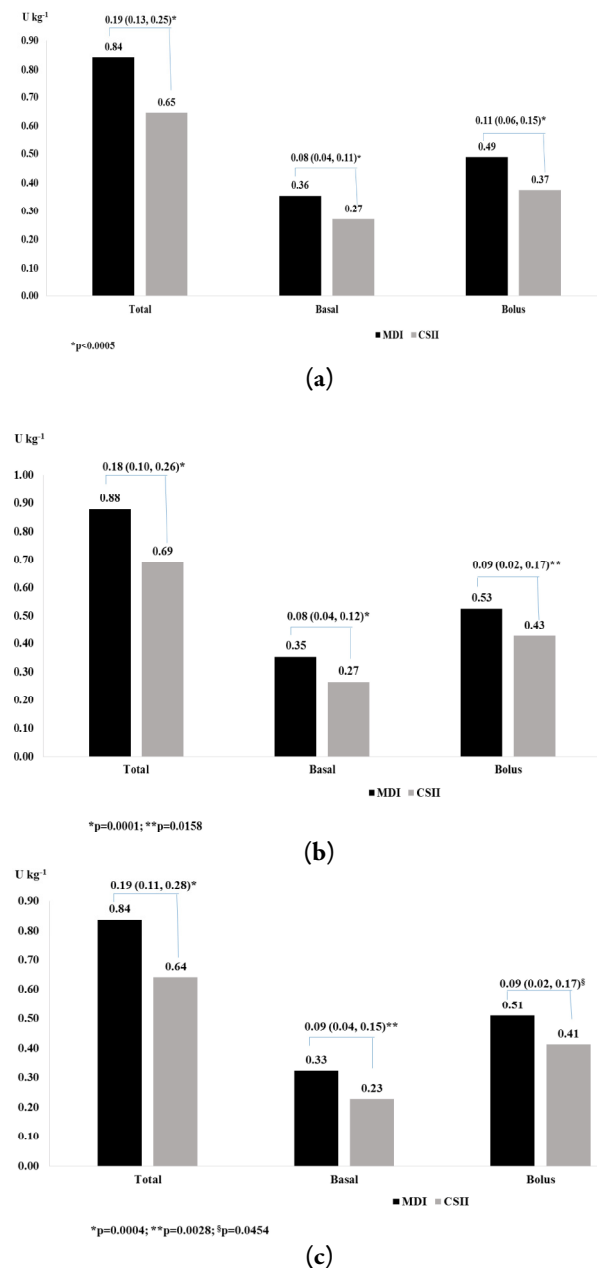 U kg⁻¹
0.19 (0.13, 0.25)*
0.90
0.84
0.80
0.70
0.65
0.11 (0.06, 0.15)*
0.60
0.08 (0.04, 0.11)*
0.49
0.50
0.36
0.37
0.40
0.27
0.30
0.20
0.10
0.00
Total Basal Bolus
MDI CSII
*p<0.0005
(a)
U kg⁻¹
1.00
0.18 (0.10, 0.26)*
0.90
0.88
0.80
0.69
0.70
0.09 (0.02, 0.17)**
0.60
0.53
0.08 (0.04, 0.12)*
0.50
0.43
0.40
0.35
0.30
0.27
0.20
0.10
0.00
Total Basal Bolus
MDI CSII
*p=0.0001; **p=0.0158
(b)
U kg⁻¹
0.19 (0.11, 0.28)*
0.90
0.84
0.80
0.70
0.64
0.09 (0.02, 0.17)§
0.60
0.51
0.50
0.09 (0.04, 0.15)**
0.41
0.40
0.33
0.30
0.23
0.20
0.10
0.00
Total Basal Bolus
MDI CSII
*p=0.0004; **p=0.0028; §p=0.0454
(c)